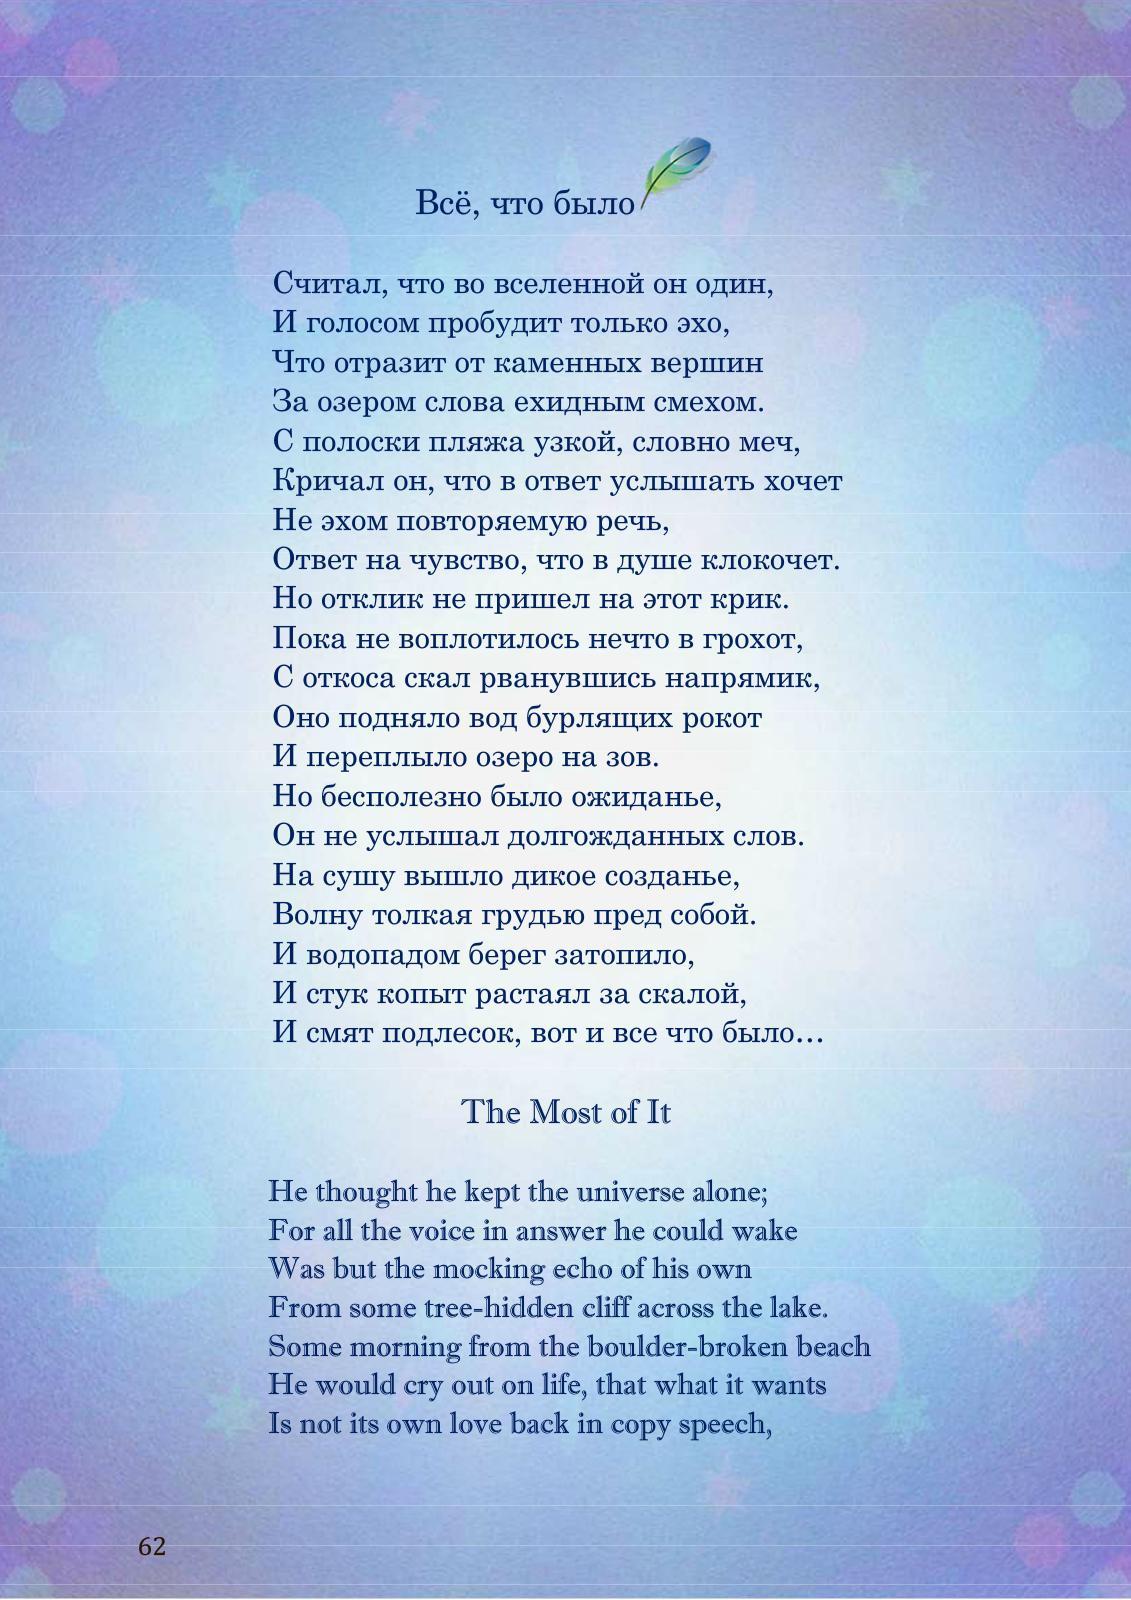 Всё, что было
Считал, что во вселенной он один,
И голосом пробудит только эхо,
Что отразит от каменных вершин
За озером слова ехидным смехом.
С полоски пляжа узкой, словно меч,
Кричал он, что в ответ услышать хочет
Не эхом повторяемую речь,
Ответ на чувство, что в душе клокочет.
Но отклик не пришел на этот крик.
Пока не воплотилось нечто в грохот,
С откоса скал рванувшись напрямик,
Оно подняло вод бурлящих рокот
И переплыло озеро на зов.
Но бесполезно было ожиданье,
Он не услышал долгожданных слов.
На сушу вышло дикое созданье,
Волну толкая грудью пред собой.
И водопадом берег затопило,
И стук копыт растаял за скалой,
И смят подлесок, вот и все что было…
The Most of It
He thought he kept the universe alone;
For all the voice in answer he could wake
Was but the mocking echo of his own
From some tree-hidden cliff across the lake.
Some morning from the boulder-broken beach
He would cry out on life, that what it wants
Is not its own love back in copy speech,
62